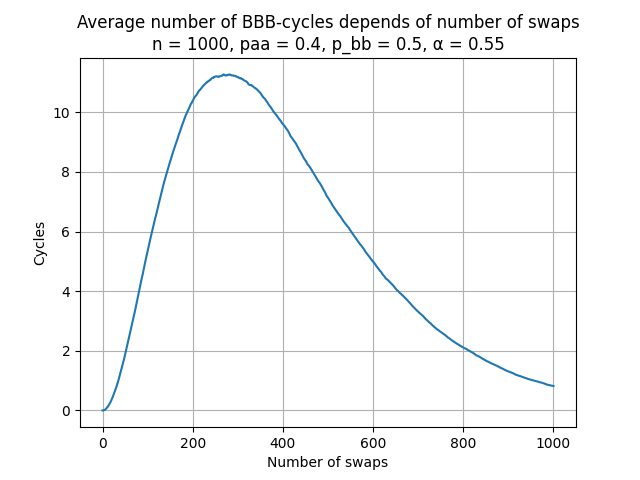 Average number of BBB-cycles depends of number of swaps
n = 1000, paa = 0.4, p_bb = 0.5, α = 0.55
10
8
6
4
2
0
Cycles
0 200 400 600 800 1000
Number of swaps